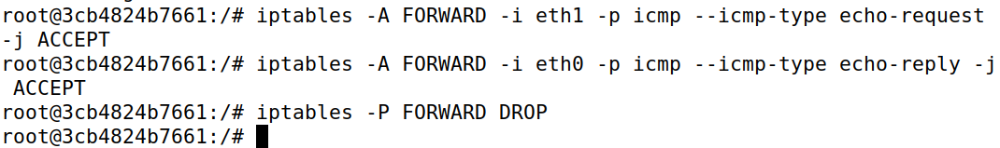 root@3cb4824b7661:/# iptables -A FORWARD -i eth1 -p icmp --icmp-type echo-request
-j ACCEPT
root@3cb4824b7661:/# iptables -A FORWARD -i eth0 -p icmp --icmp-type echo-reply -j
ACCEPT
root@3cb4824b7661:/# iptables -P FORWARD DROP
root@3cb4824b7661:/#